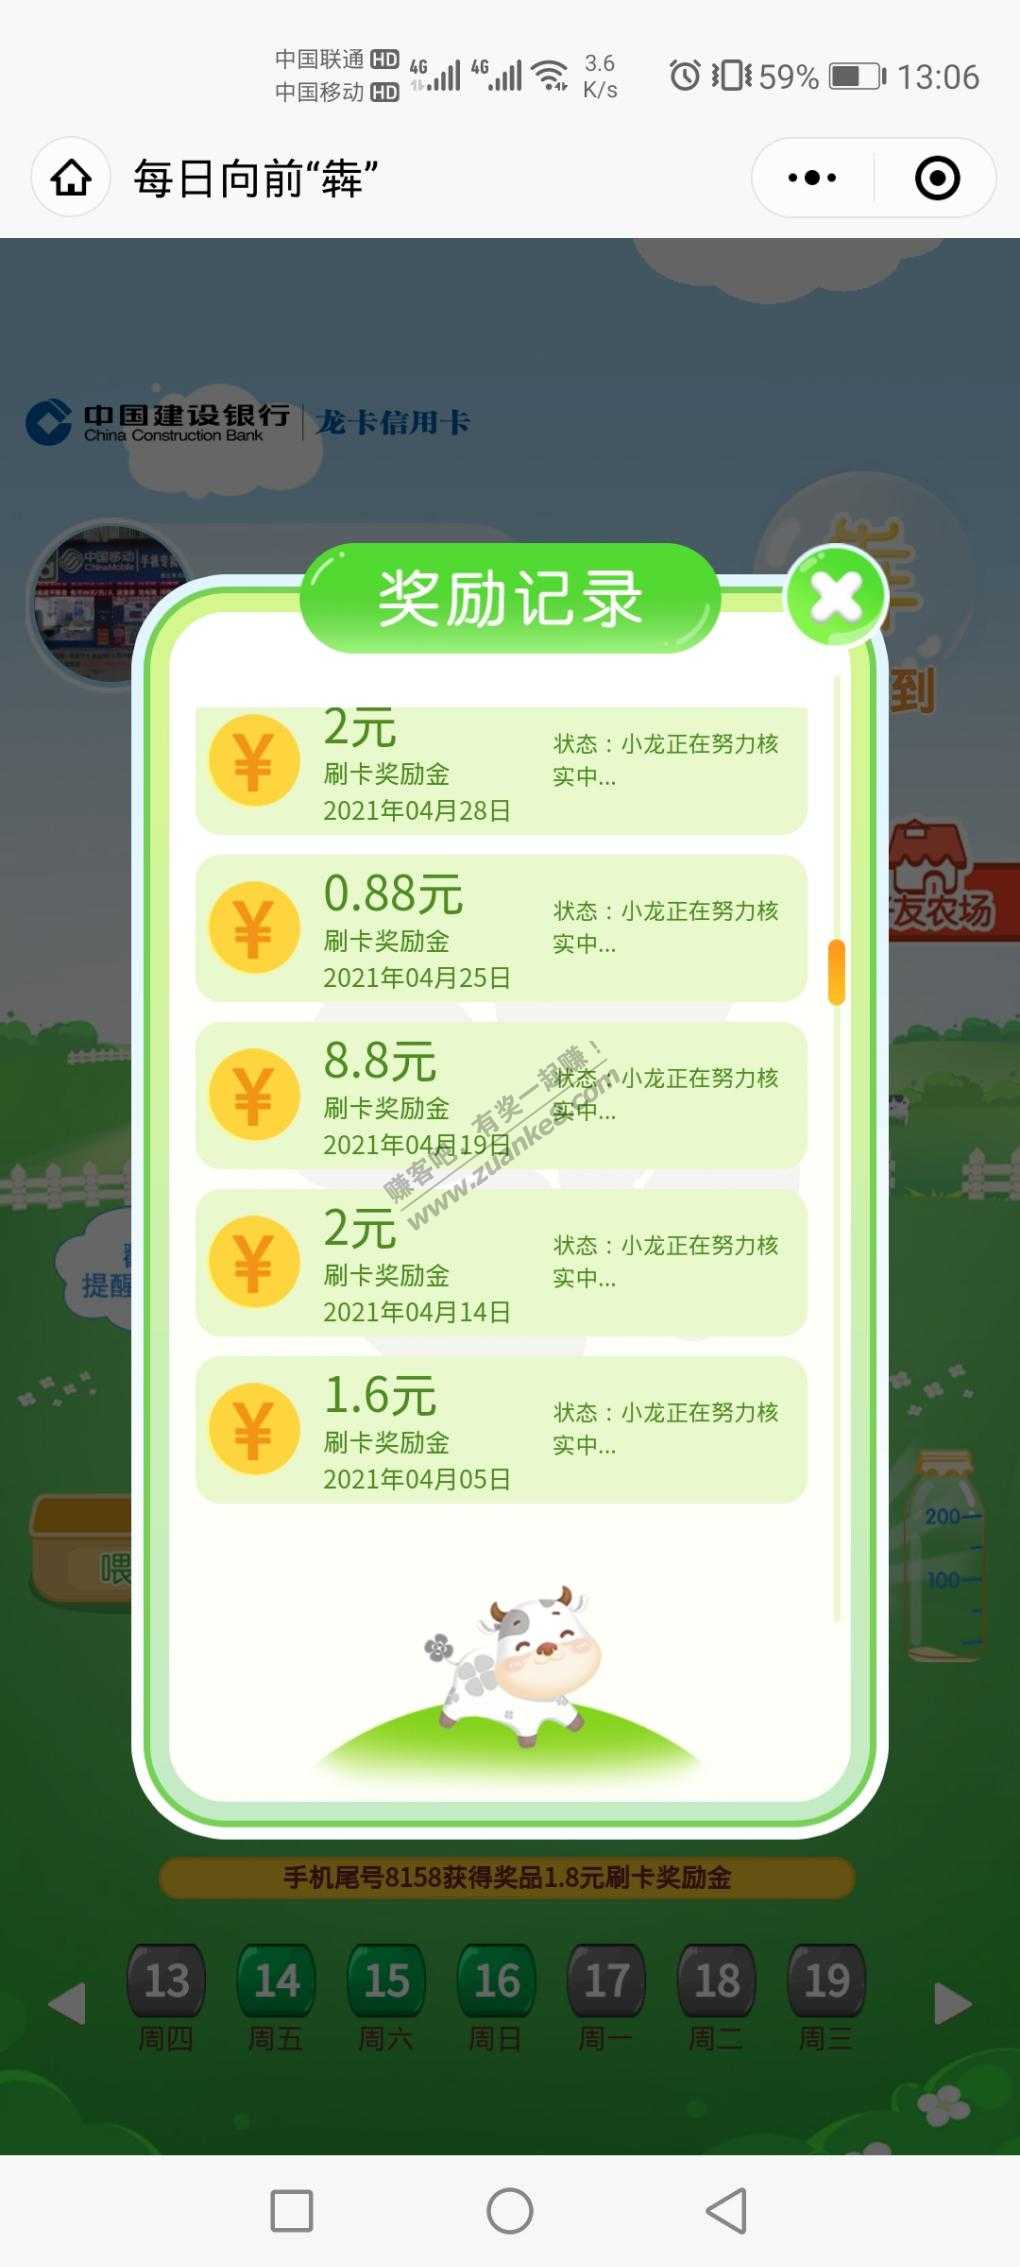 中国联通 HD 4G 4G 3.6 K/s 59% 13:06
中国移动 HD
每日向前“犇”
中国建设银行 龙卡信用卡
China Construction Bank
中国移动 手机专
ChinaMobile
奖励记录
到
2元
刷卡奖励金
2021年04月28日
状态：小龙正在努力核
实中...
0.88元
刷卡奖励金
2021年04月25日
状态：小龙正在努力核
实中...
友农场
8.8元
刷卡奖励金
2021年04月19日
状态：小龙正在努力核
实中...
赚客吧，有奖一起赚！
www.zuanke8.com
2元
刷卡奖励金
2021年04月14日
状态：小龙正在努力核
实中...
提醒
1.6元
刷卡奖励金
2021年04月05日
状态：小龙正在努力核
实中...
喂
200
100
手机尾号8158获得奖品1.8元刷卡奖励金
13 14 15 16 17 18 19
周四 周五 周六 周日 周一 周二 周三